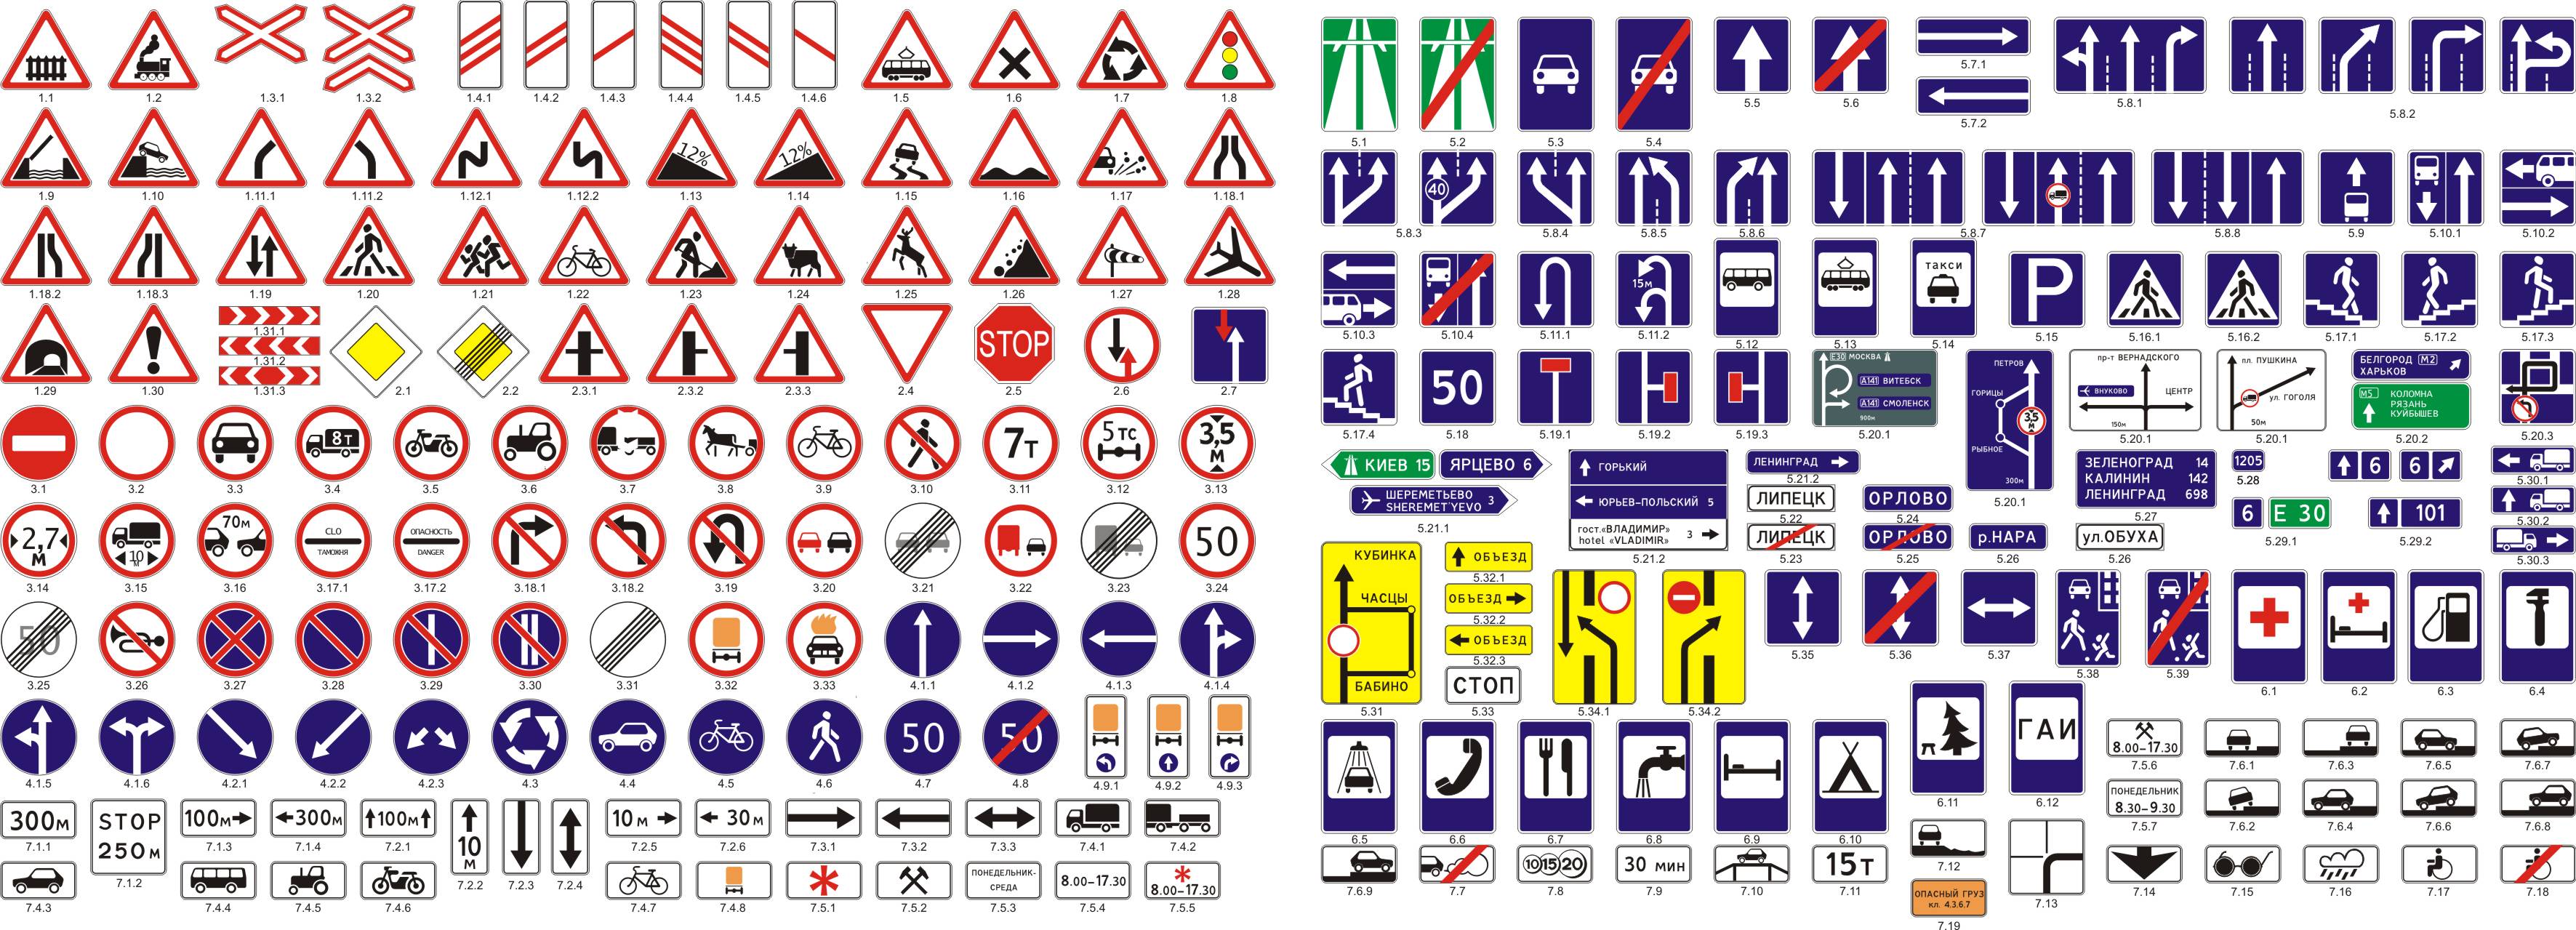 1.1 1.2 1.3.1 1.3.2 1.4.1 1.4.2 1.4.3 1.4.4 1.4.5 1.4.6 1.5 1.6 1.7 1.8
12% 12%
1.9 1.10 1.11.1 1.11.2 1.12.1 1.12.2 1.13 1.14 1.15 1.16 1.17 1.18.1
1.18.2 1.18.3 1.19 1.20 1.21 1.22 1.23 1.24 1.25 1.26 1.27 1.28
STOP
1.31.1
1.31.2
1.29 1.30 1.31.3 2.1 2.2 2.3.1 2.3.2 2.3.3 2.4 2.5 2.6 2.7
8т 7т 5тс 3,5 м
3.1 3.2 3.3 3.4 3.5 3.6 3.7 3.8 3.9 3.10 3.11 3.12 3.13
2,7 м
10 м
70м
CLO
ТАМОЖНЯ
ОПАСНОСТЬ
DANGER
50
3.14 3.15 3.16 3.17.1 3.17.2 3.18.1 3.18.2 3.19 3.20 3.21 3.22 3.23 3.24
50
3.25 3.26 3.27 3.28 3.29 3.30 3.31 3.32 3.33 4.1.1 4.1.2 4.1.3 4.1.4
50 50
4.1.5 4.1.6 4.2.1 4.2.2 4.2.3 4.3 4.4 4.5 4.6 4.7 4.8 4.9.1 4.9.2 4.9.3
300м
STOP
250м
100м 300м 100м
10 м
10 м 30 м
7.1.1 7.1.3 7.1.4 7.2.1 7.2.5 7.2.6 7.3.1 7.3.2 7.3.3 7.4.1 7.4.2
7.1.2 7.2.2 7.2.3 7.2.4
ПОНЕДЕЛЬНИК-
СРЕДА
8.00-17.30
8.00-17.30
7.4.3 7.4.4 7.4.5 7.4.6 7.4.7 7.4.8 7.5.1 7.5.2 7.5.3 7.5.4 7.5.5
5.1 5.2 5.3 5.4 5.5 5.6 5.7.1 5.7.2 5.8.1 5.8.2
40
5.8.3 5.8.4 5.8.5 5.8.6 5.8.7 5.8.8 5.9 5.10.1 5.10.2
15м
такси
P
5.10.3 5.10.4 5.11.1 5.11.2 5.12 5.13 5.14 5.15 5.16.1 5.16.2 5.17.1 5.17.2 5.17.3
50
E30 МОСКВА
А141 ВИТЕБСК
А141 СМОЛЕНСК
900м
ПЕТРОВ
ГОРИЦЫ
3,5 м
РЫБНОЕ
300м
пр-т ВЕРНАДСКОГО
ВНУКОВО
ЦЕНТР
150м
пл. ПУШКИНА
ул. ГОГОЛЯ
50м
БЕЛГОРОД М2
ХАРЬКОВ
М5 КОЛОМНА
РЯЗАНЬ
КУЙБЫШЕВ
5.17.4 5.18 5.19.1 5.19.2 5.19.3 5.20.1 5.20.1 5.20.1 5.20.1 5.20.2 5.20.3
КИЕВ 15
ЯРЦЕВО 6
ШЕРЕМЕТЬЕВО 3
SHEREMET'YEVO
5.21.1
ГОРЬКИЙ
ЮРЬЕВ-ПОЛЬСКИЙ 5
гост.«ВЛАДИМИР» 3
hotel «VLADIMIR»
5.21.2
ЛЕНИНГРАД
5.21.2
ЛИПЕЦК
5.22
ЛИПЕЦК
5.23
ОРЛОВО
5.24
ОРЛОВО
5.25
р.НАРА
5.26
ул.ОБУХА
5.26
ЗЕЛЕНОГРАД 14
КАЛИНИН 142
ЛЕНИНГРАД 698
5.27
1205
5.28
6 6
6 E 30
5.29.1
101
5.29.2
5.30.1
5.30.2
5.30.3
КУБИНКА
ЧАСЦЫ
БАБИНО
5.31
ОБЪЕЗД
5.32.1
ОБЪЕЗД
5.32.2
ОБЪЕЗД
5.32.3
СТОП
5.33
5.34.1 5.34.2 5.35 5.36 5.37 5.38 5.39 6.1 6.2 6.3 6.4
6.5 6.6 6.7 6.8 6.9 6.10
6.11
ГАИ
6.12
8.00-17.30
7.5.6 7.6.1 7.6.3 7.6.5 7.6.7
ПОНЕДЕЛЬНИК
8.30-9.30
7.5.7 7.6.2 7.6.4 7.6.6 7.6.8
10 15 20
30 мин
15т
7.6.9 7.7 7.8 7.9 7.10 7.11
7.12
ОПАСНЫЙ ГРУЗ
кл. 4.3.6.7
7.19
7.13 7.14 7.15 7.16 7.17 7.18